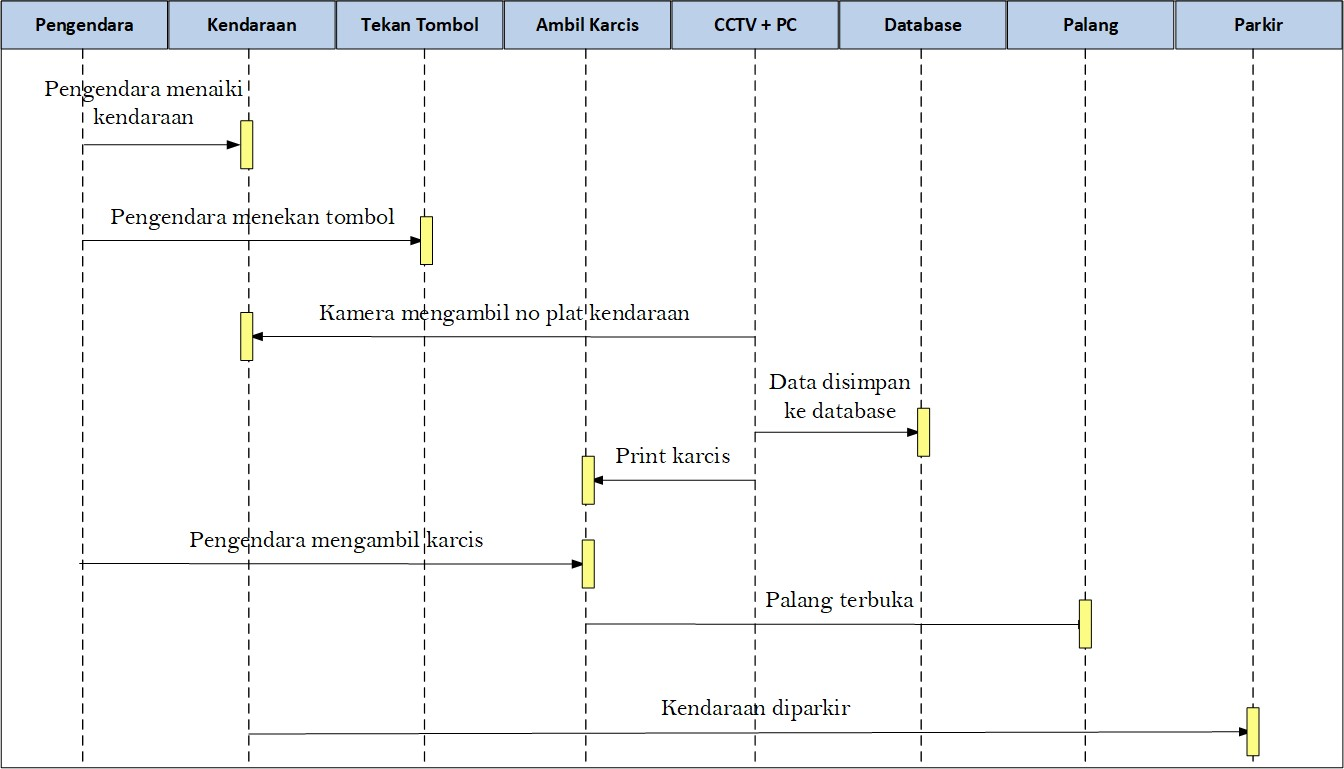 Pengendara
Kendaraan
Tekan Tombol
Ambil Karcis
CCTV + PC
Database
Palang
Parkir
Pengendara menaiki
kendaraan
Pengendara menekan tombol
Kamera mengambil no plat kendaraan
Data disimpan
ke database
Print karcis
Pengendara mengambil karcis
Palang terbuka
Kendaraan diparkir